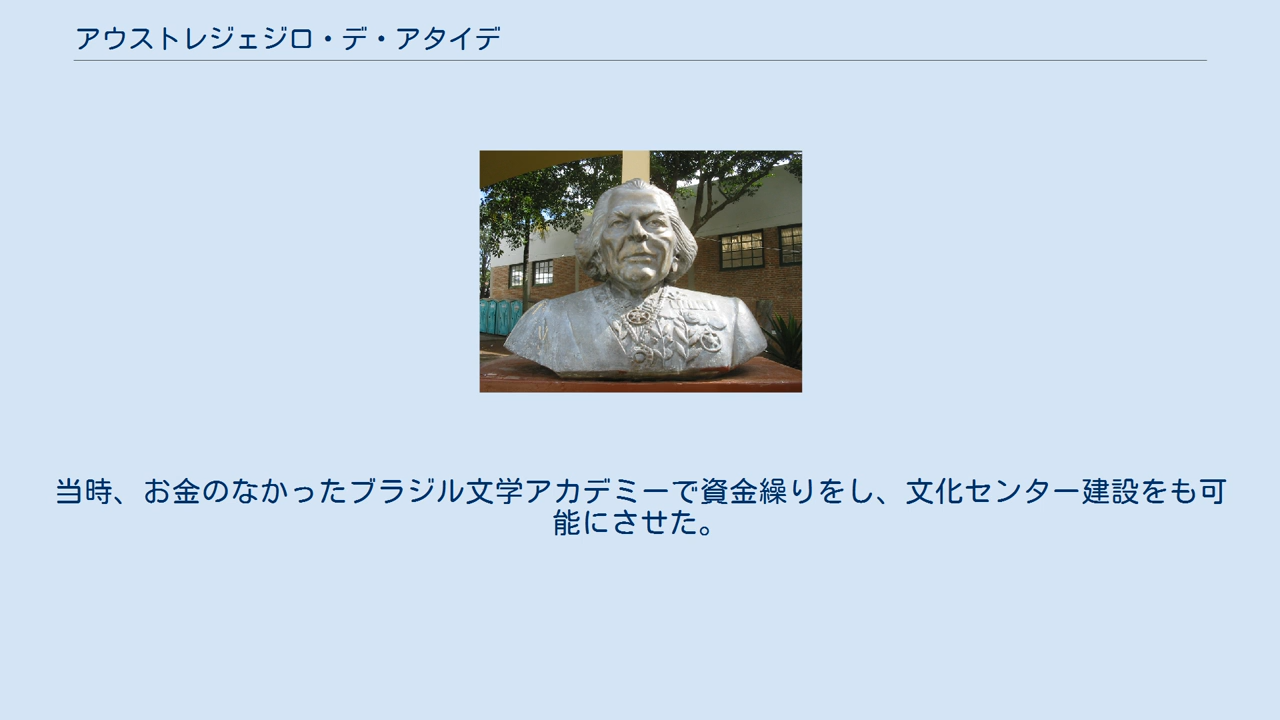 アウストレジェジロ・デ・アタイデ
当時、お金のなかったブラジル文学アカデミーで資金繰りをし、文化センター建設をも可
能にさせた。